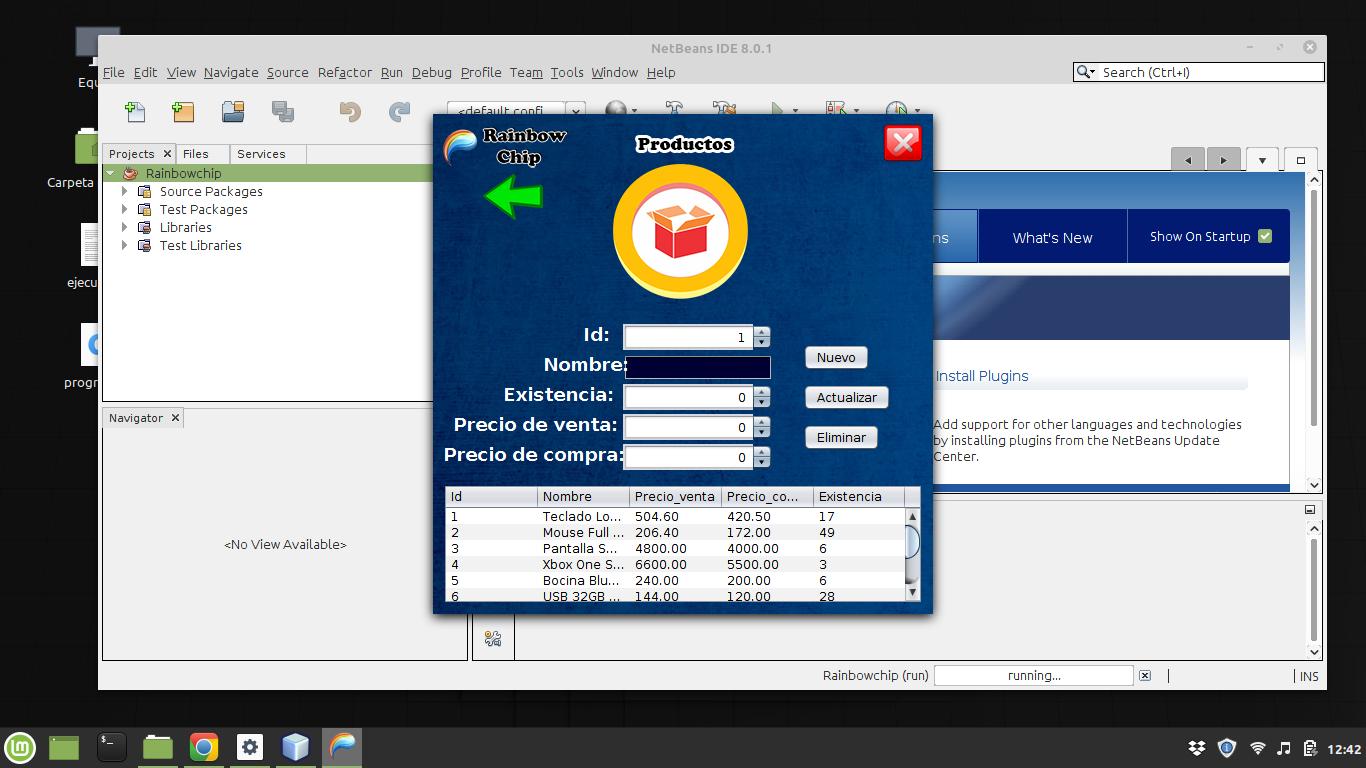 NetBeans IDE 8.0.1
File Edit View Navigate Source Refactor Run Debug Profile Team Tools Window Help
Search (Ctrl+I)
<default confi...
Equ
Carpeta
ejecu
progr
Projects
Files
Services
Rainbowchip
Source Packages
Test Packages
Libraries
Test Libraries
Navigator
<No View Available>
Rainbow
Chip
Productos
Id: 1
Nombre:
Existencia: 0
Precio de venta: 0
Precio de compra: 0
Nuevo
Actualizar
Eliminar
Id Nombre Precio_venta Precio_co... Existencia
1 Teclado Lo... 504.60 420.50 17
2 Mouse Full ... 206.40 172.00 49
3 Pantalla S... 4800.00 4000.00 6
4 Xbox One S... 6600.00 5500.00 3
5 Bocina Blu... 240.00 200.00 6
6 USB 32GB ... 144.00 120.00 28
ns
What's New
Show On Startup
Install Plugins
Add support for other languages and technologies
by installing plugins from the NetBeans Update
Center.
Rainbowchip (run)
running...
INS
12:42